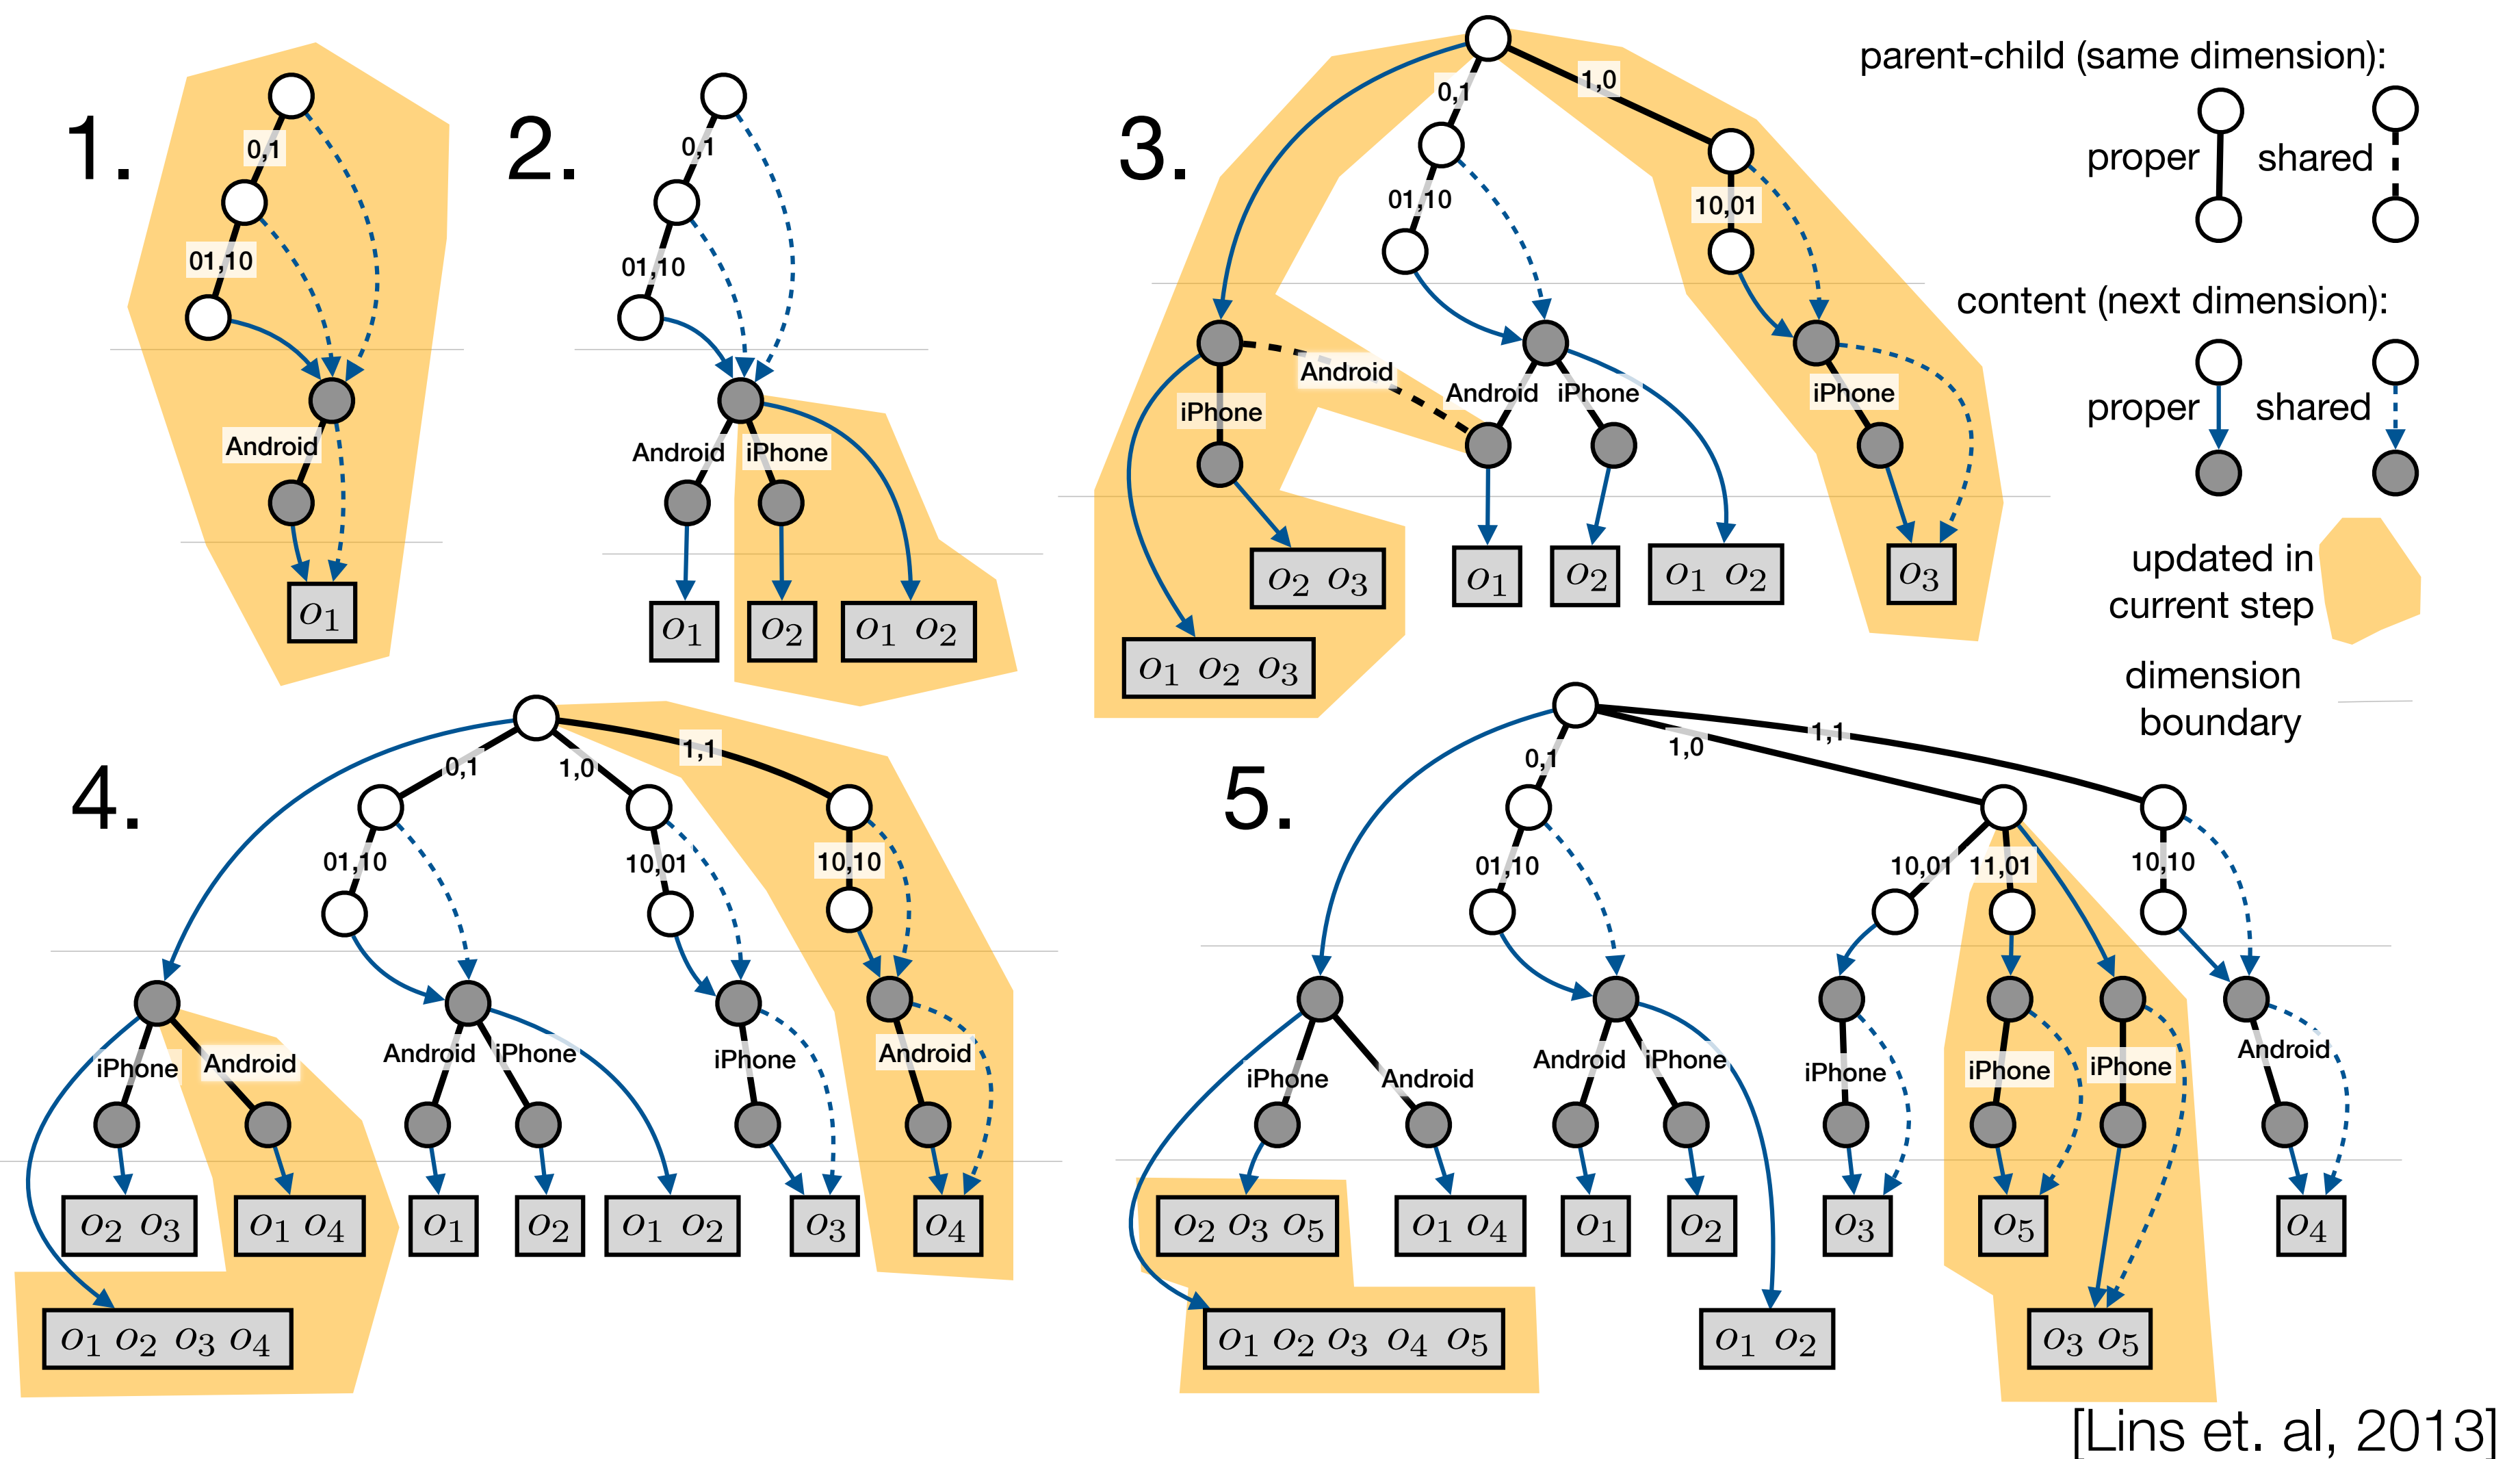 1.
0,1
01,10
Android
o1
2.
0,1
01,10
Android iPhone
o1 o2 o1 o2
3.
0,1 1,0
01,10 10,01
Android Android iPhone iPhone
iPhone
o2 o3 o1 o2 o1 o2 o3
o1 o2 o3
parent-child (same dimension):
proper shared
content (next dimension):
proper shared
updated in
current step
dimension
boundary
4.
0,1 1,0 1,1
01,10 10,01 10,10
iPhone Android Android iPhone iPhone Android
o2 o3 o1 o4 o1 o2 o1 o2 o3 o4
o1 o2 o3 o4
5.
0,1 1,0 1,1
01,10 10,01 11,01 10,10
iPhone Android Android iPhone iPhone iPhone iPhone Android
o2 o3 o5 o1 o4 o1 o2 o3 o5 o4
o1 o2 o3 o4 o5 o1 o2 o3 o5
[Lins et. al, 2013]